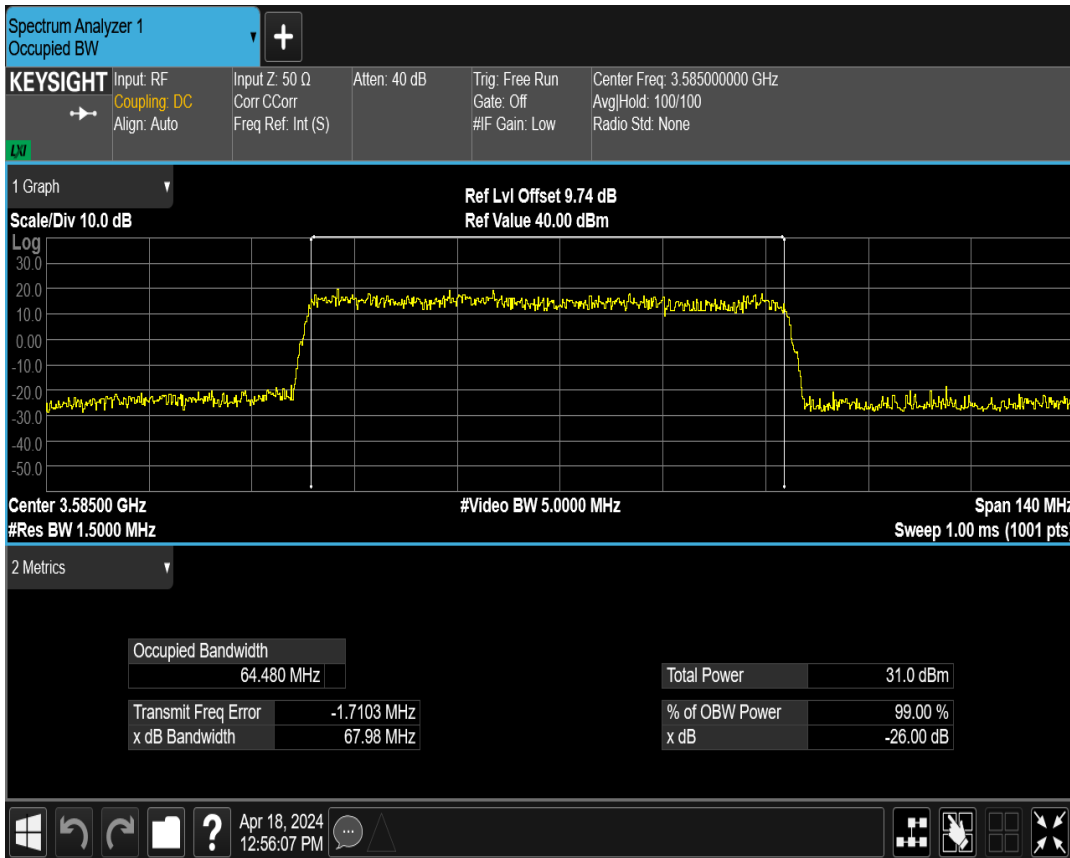 Spectrum Analyzer 1
Occupied BW
+
KEYSIGHT
LXI
Input: RF
Coupling: DC
Align: Auto
Input Z: 50 Ω
Corr CCorr
Freq Ref: Int (S)
Atten: 40 dB
Trig: Free Run
Gate: Off
#IF Gain: Low
Center Freq: 3.585000000 GHz
Avg|Hold: 100/100
Radio Std: None
1 Graph
Scale/Div 10.0 dB
Ref Lvl Offset 9.74 dB
Ref Value 40.00 dBm
Log
30.0
20.0
10.0
0.00
-10.0
-20.0
-30.0
-40.0
-50.0
Center 3.58500 GHz #Video BW 5.0000 MHz Span 140 MHz
#Res BW 1.5000 MHz Sweep 1.00 ms (1001 pts)
2 Metrics
Occupied Bandwidth
64.480 MHz
Total Power 31.0 dBm
Transmit Freq Error -1.7103 MHz % of OBW Power 99.00 %
x dB Bandwidth 67.98 MHz x dB -26.00 dB
?
Apr 18, 2024
12:56:07 PM